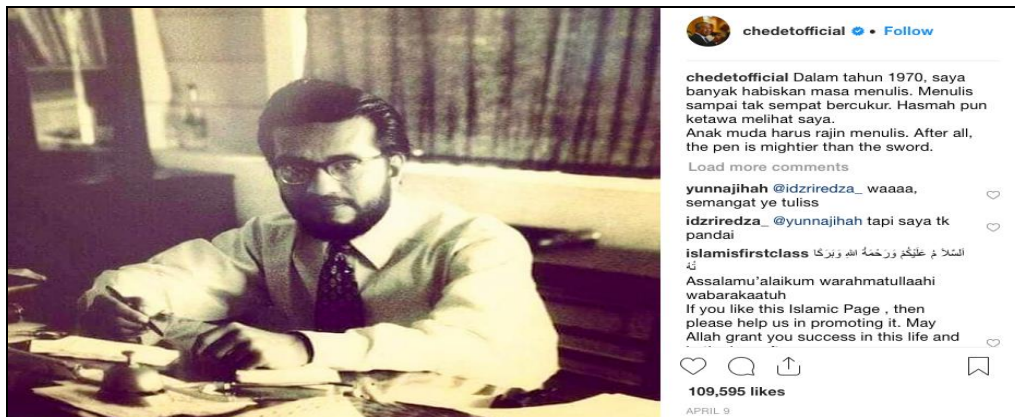 chedetofficial • Follow
chedetofficial Dalam tahun 1970, saya
banyak habiskan masa menulis. Menulis
sampai tak sempat bercukur. Hasmah pun
ketawa melihat saya.
Anak muda harus rajin menulis. After all,
the pen is mightier than the sword.
Load more comments
yunnajihah @idzriredza_ waaaa,
semangat ye tuliss
idzriredza_ @yunnajihah tapi saya tk
pandai
islamisfirstclass اَلسَّلاَ مُ عَلَيْكُمْ وَرَحْمَةُ اللهِ وَبَرَكَا
تُهُ
Assalamu'alaikum warahmatullaahi
wabarakaatuh
If you like this Islamic Page , then
please help us in promoting it. May
Allah grant you success in this life and
109,595 likes
APRIL 9